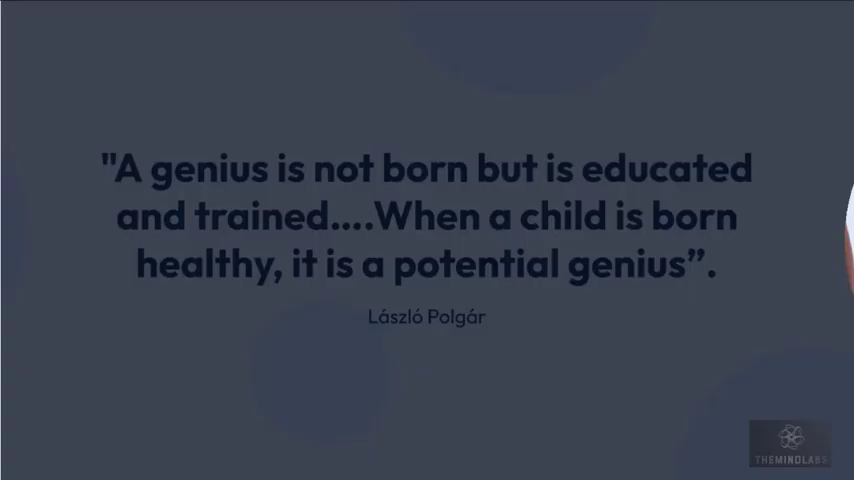 "A genius is not born but is educated
and trained....When a child is born
healthy, it is a potential genius”.
László Polgár
THEMINDLABS